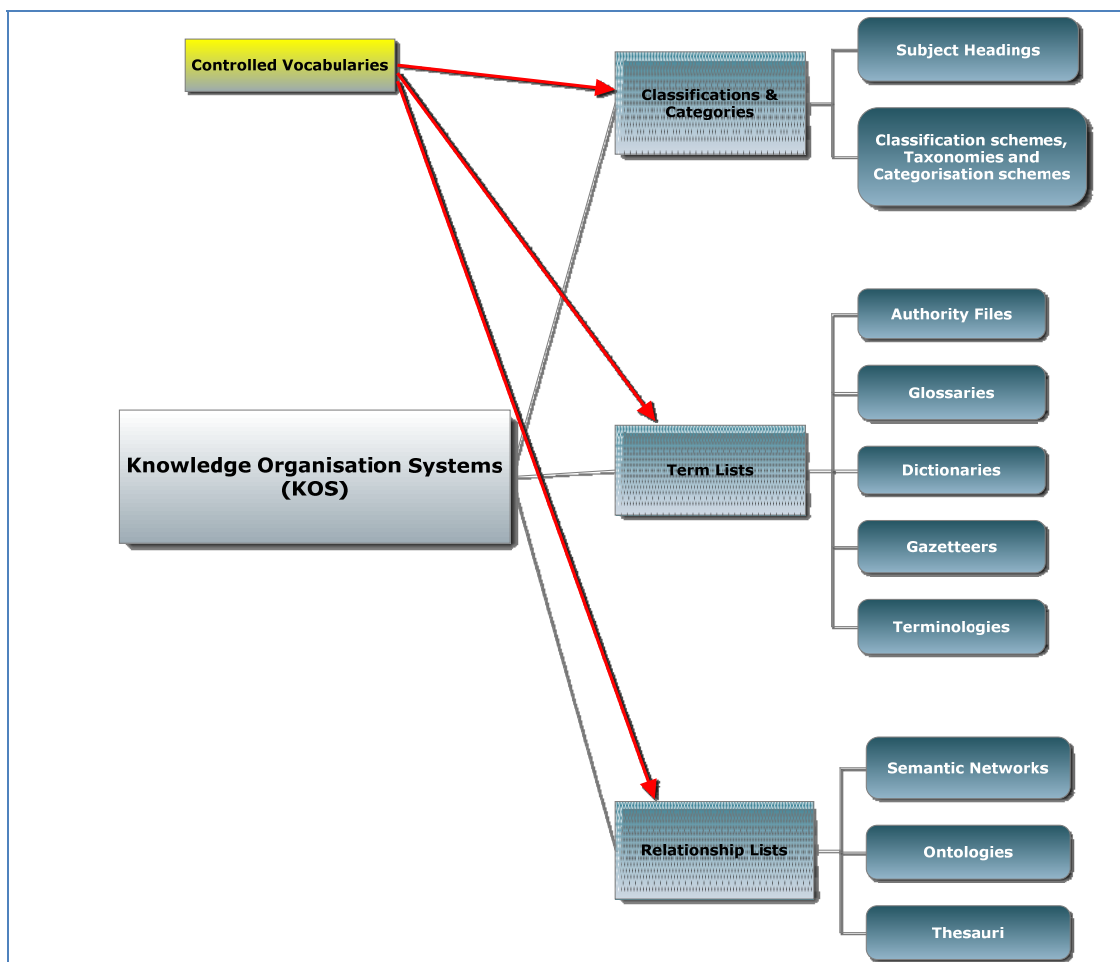 Controlled Vocabularies
Classifications &
Categories
Subject Headings
Classification schemes,
Taxonomies and
Categorisation schemes
Knowledge Organisation Systems
(KOS)
Term Lists
Authority Files
Glossaries
Dictionaries
Gazetteers
Terminologies
Relationship Lists
Semantic Networks
Ontologies
Thesauri